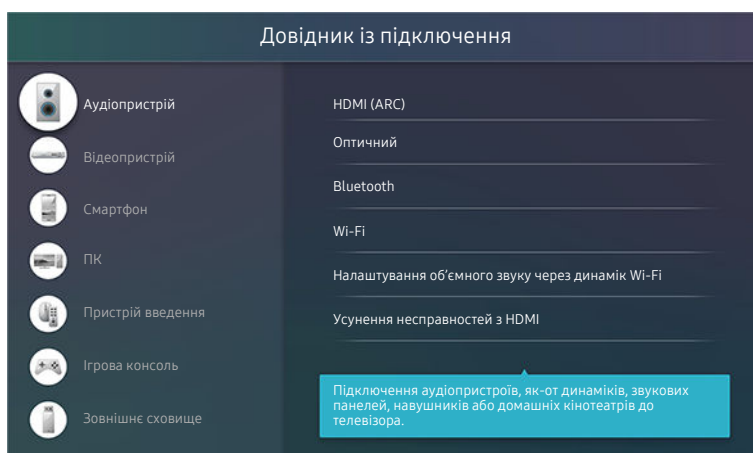 Довідник із підключення
Аудіопристрій
Відеопристрій
Смартфон
ПК
Пристрій введення
Ігрова консоль
Зовнішнє сховище
HDMI (ARC)
Оптичний
Bluetooth
Wi-Fi
Налаштування об’ємного звуку через динамік Wi-Fi
Усунення несправностей з HDMI
Підключення аудіопристроїв, як-от динаміків, звукових
панелей, навушників або домашніх кінотеатрів до
телевізора.